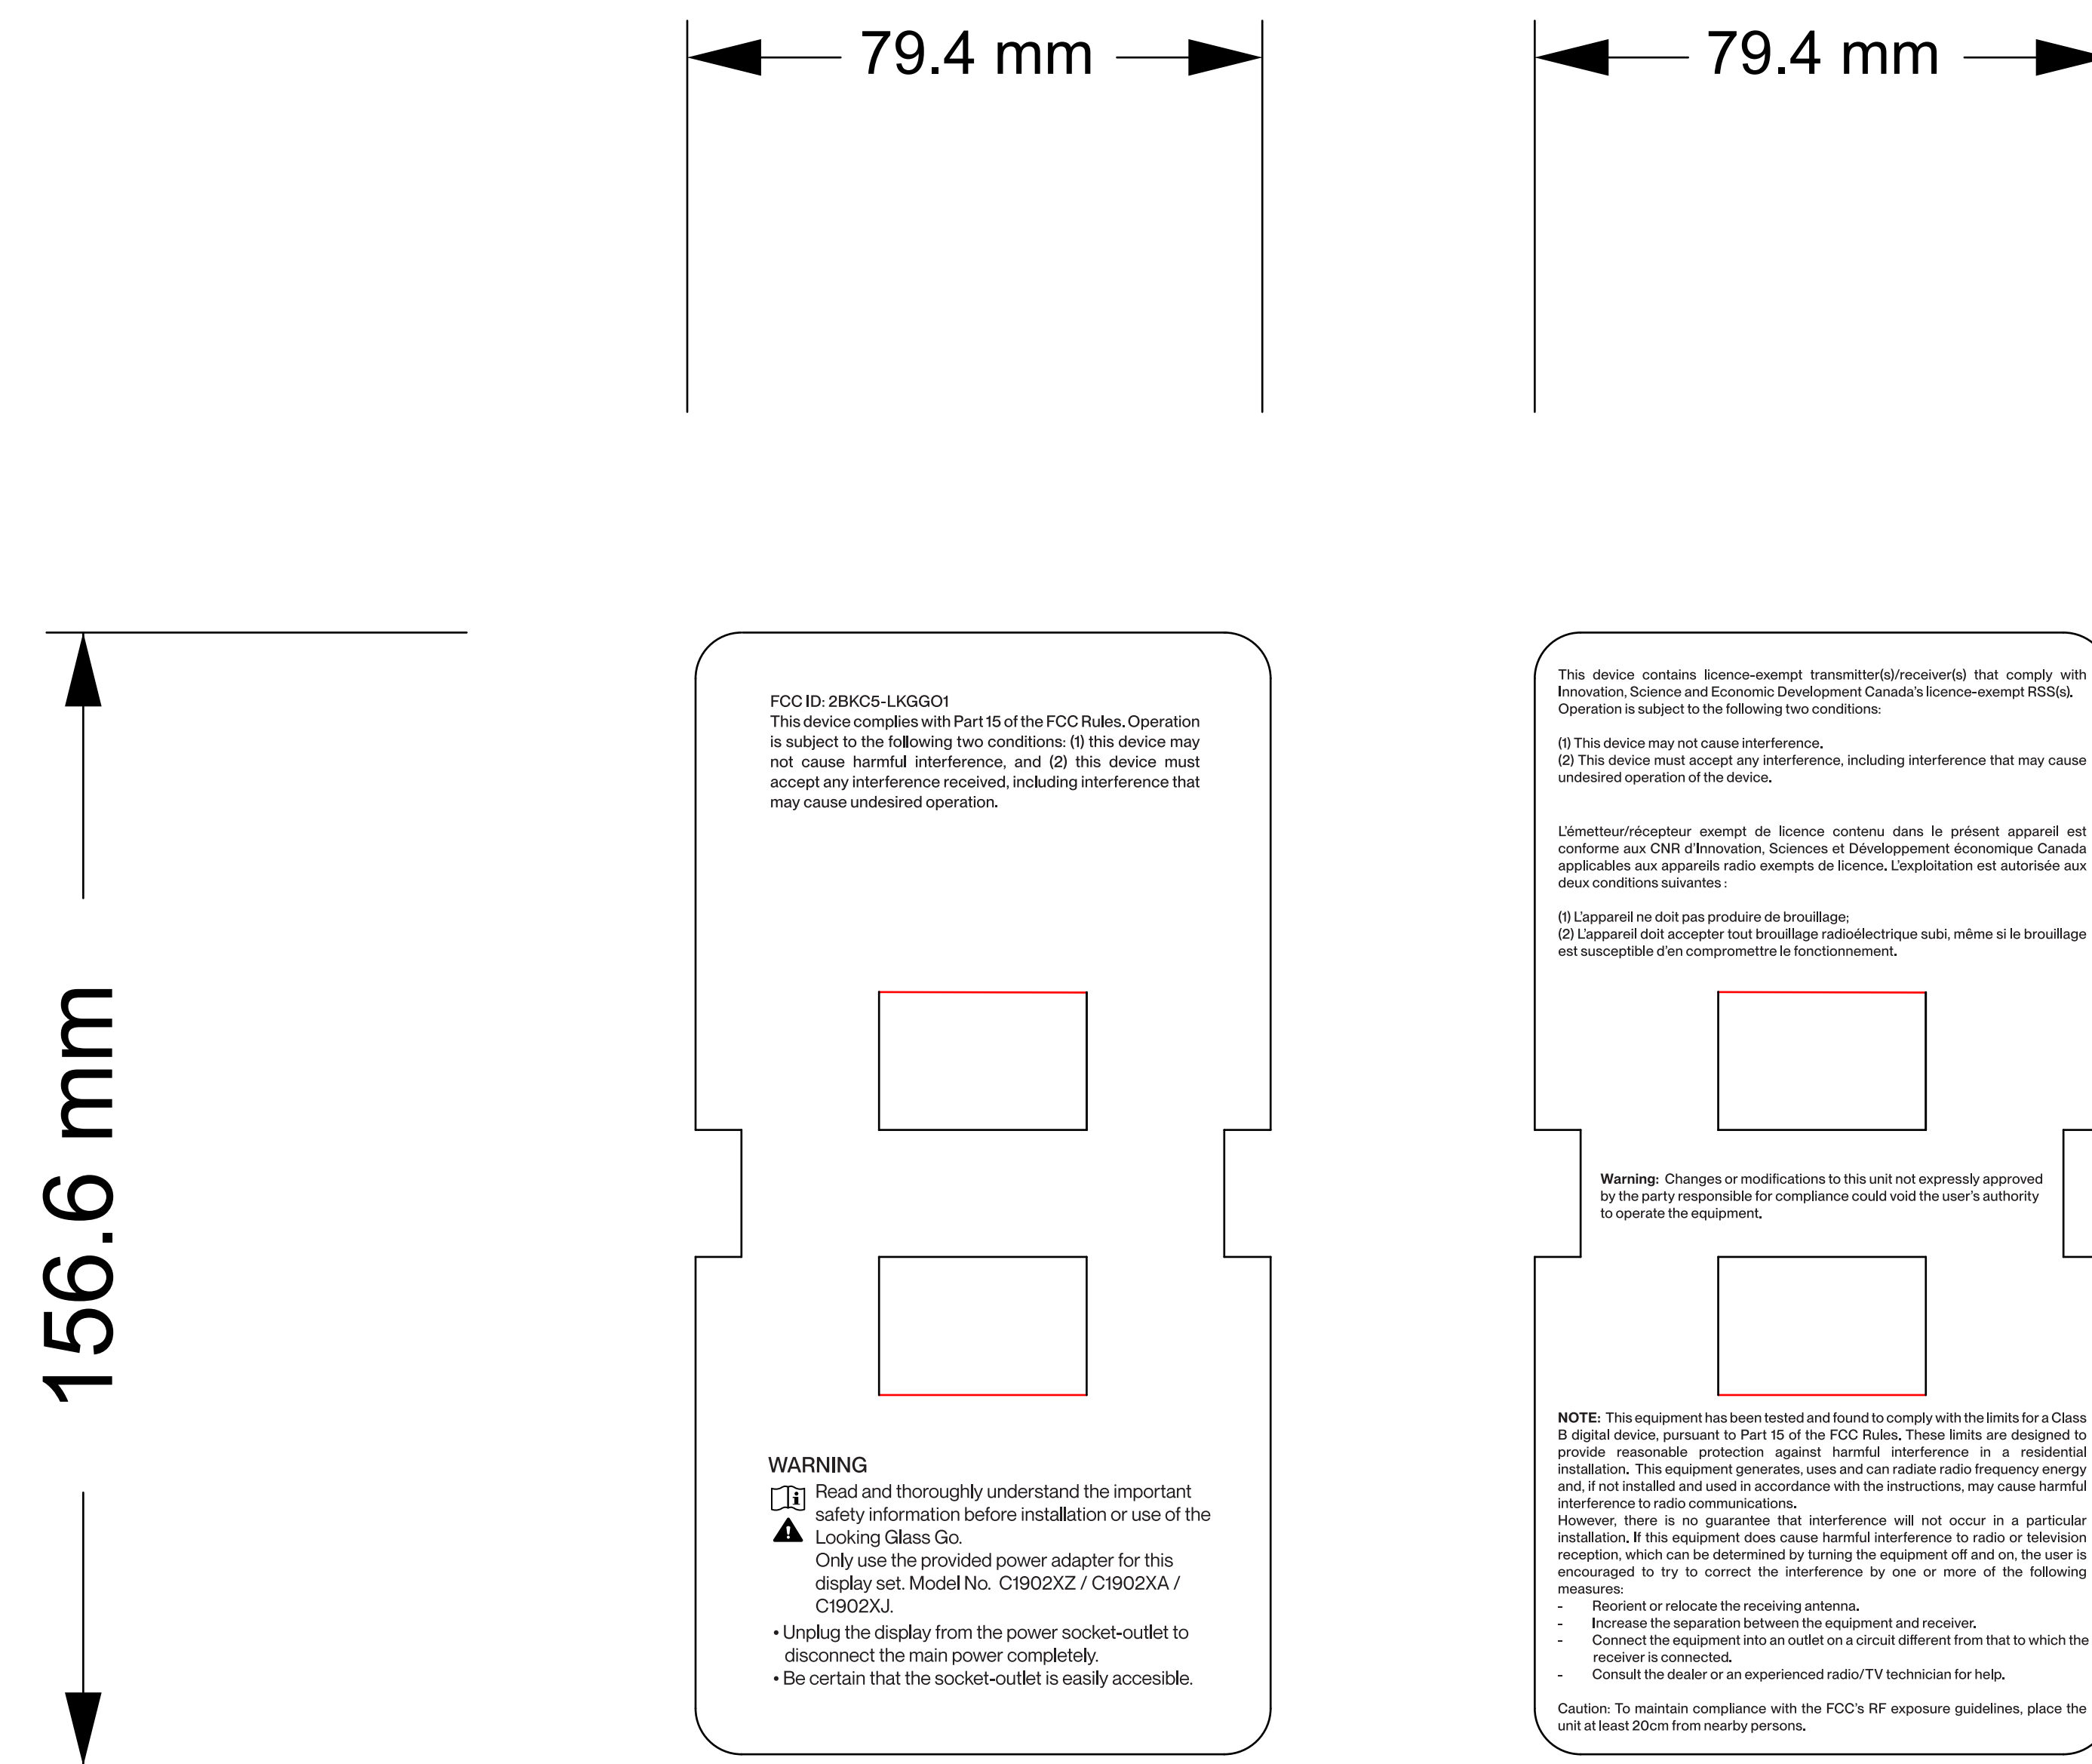 79.4 mm
79.4 mm
156.6 mm
FCC ID: 2BKC5-LKGGO1
This device complies with Part 15 of the FCC Rules. Operation
is subject to the following two conditions: (1) this device may
not cause harmful interference, and (2) this device must
accept any interference received, including interference that
may cause undesired operation.
WARNING
Read and thoroughly understand the important
safety information before installation or use of the
Looking Glass Go.
Only use the provided power adapter for this
display set. Model No. C1902XZ / C1902XA /
C1902XJ.
• Unplug the display from the power socket-outlet to
disconnect the main power completely.
• Be certain that the socket-outlet is easily accesible.
This device contains licence-exempt transmitter(s)/receiver(s) that comply with
Innovation, Science and Economic Development Canada's licence-exempt RSS(s).
Operation is subject to the following two conditions:
(1) This device may not cause interference.
(2) This device must accept any interference, including interference that may cause
undesired operation of the device.
L'émetteur/récepteur exempt de licence contenu dans le présent appareil est
conforme aux CNR d'Innovation, Sciences et Développement économique Canada
applicables aux appareils radio exempts de licence. L'exploitation est autorisée aux
deux conditions suivantes :
(1) L'appareil ne doit pas produire de brouillage;
(2) L'appareil doit accepter tout brouillage radioélectrique subi, même si le brouillage
est susceptible d'en compromettre le fonctionnement.
Warning: Changes or modifications to this unit not expressly approved
by the party responsible for compliance could void the user's authority
to operate the equipment.
NOTE: This equipment has been tested and found to comply with the limits for a Class
B digital device, pursuant to Part 15 of the FCC Rules. These limits are designed to
provide reasonable protection against harmful interference in a residential
installation. This equipment generates, uses and can radiate radio frequency energy
and, if not installed and used in accordance with the instructions, may cause harmful
interference to radio communications.
However, there is no guarantee that interference will not occur in a particular
installation. If this equipment does cause harmful interference to radio or television
reception, which can be determined by turning the equipment off and on, the user is
encouraged to try to correct the interference by one or more of the following
measures:
- Reorient or relocate the receiving antenna.
- Increase the separation between the equipment and receiver.
- Connect the equipment into an outlet on a circuit different from that to which the
receiver is connected.
- Consult the dealer or an experienced radio/TV technician for help.
Caution: To maintain compliance with the FCC's RF exposure guidelines, place the
unit at least 20cm from nearby persons.